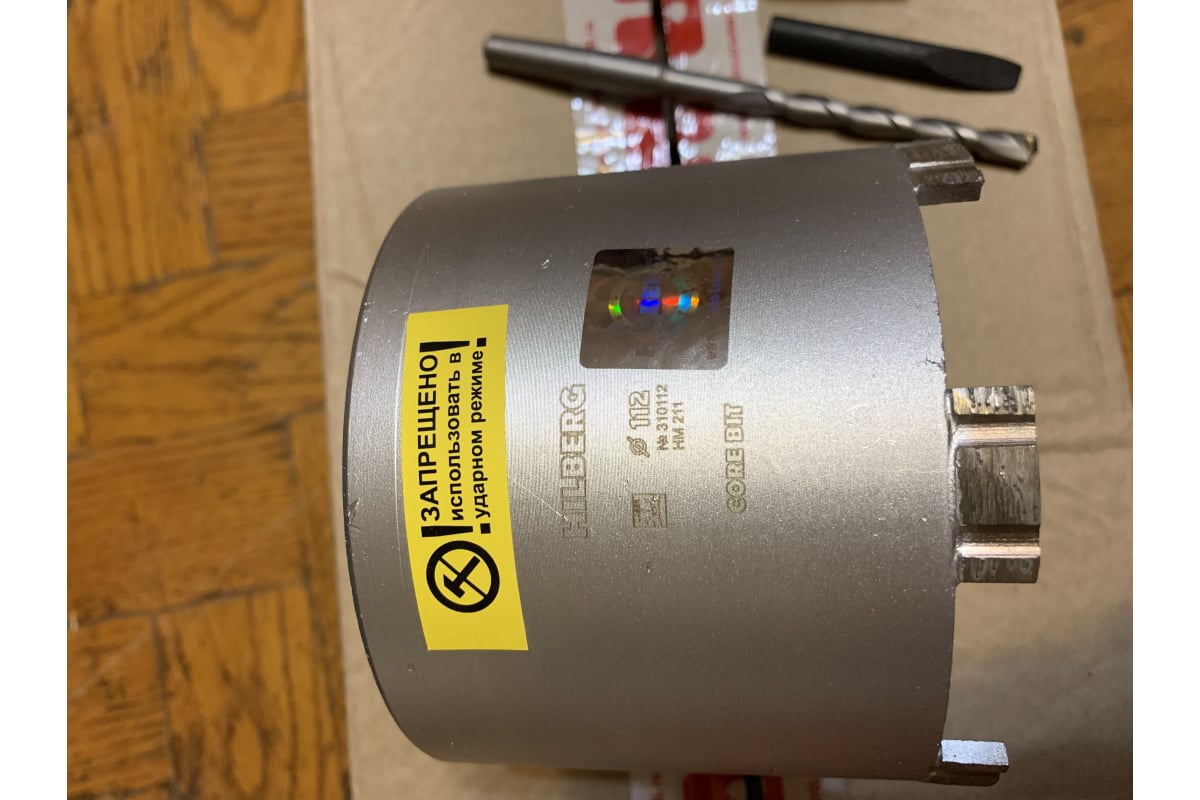 ЗАПРЕЩЕНО
использовать в
ударном режиме
HILBERG
Ø 112
№ 310112
HM 211
CORE BIT